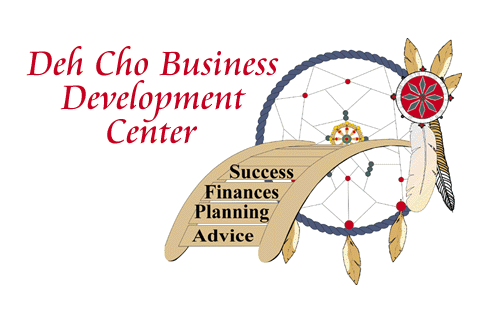 Deh Cho Business
Development
Center
Success
Finances
Planning
Advice